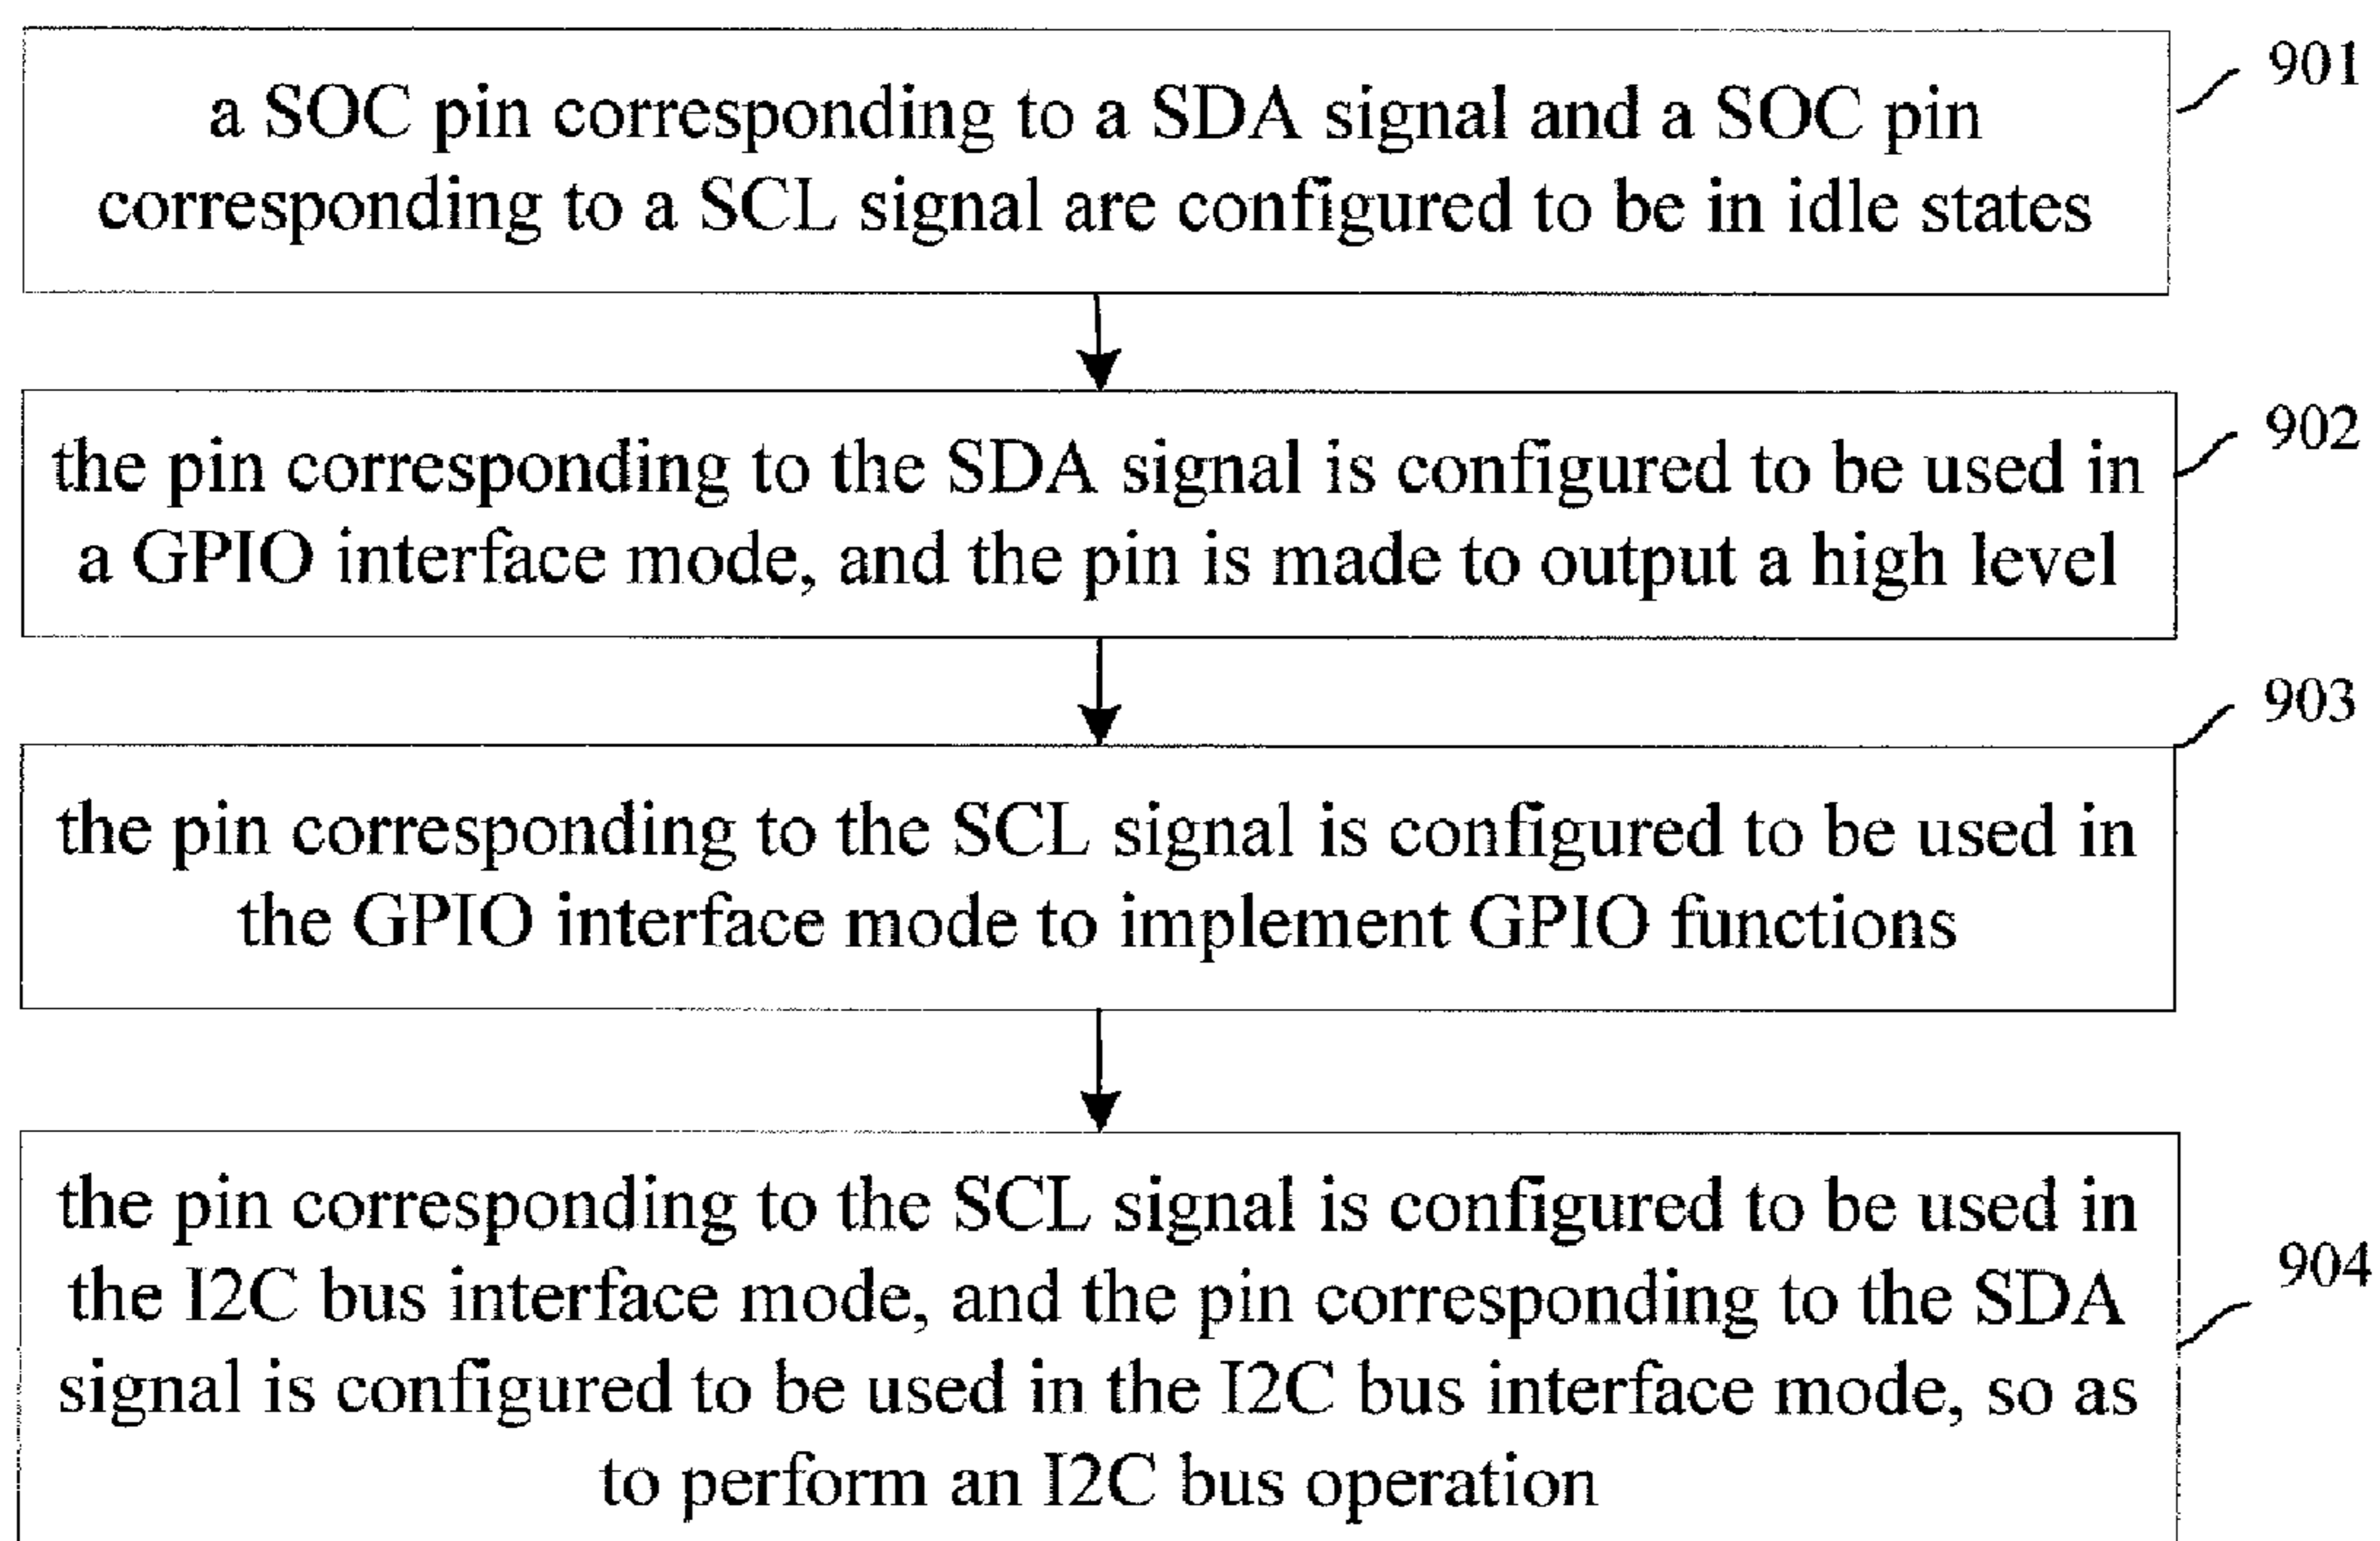 a SOC pin corresponding to a SDA signal and a SOC pin
corresponding to a SCL signal are configured to be in idle states
901
the pin corresponding to the SDA signal is configured to be used in
a GPIO interface mode, and the pin is made to output a high level
902
903
the pin corresponding to the SCL signal is configured to be used in
the GPIO interface mode to implement GPIO functions
the pin corresponding to the SCL signal is configured to be used in
the I2C bus interface mode, and the pin corresponding to the SDA
signal is configured to be used in the I2C bus interface mode, so as
to perform an I2C bus operation
904